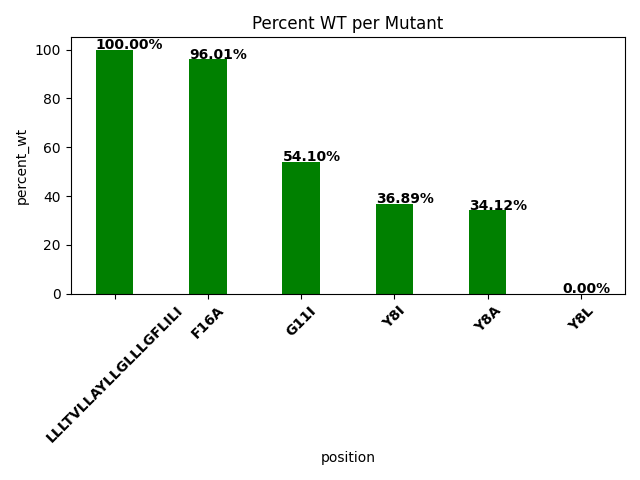 Percent WT per Mutant
percent_wt
100
80
60
40
20
0
100.00%
96.01%
54.10%
36.89%
34.12%
0.00%
LLLTVLLAYLLGLLLGFLILI
F16A
G11I
Y8I
Y8A
Y8L
position